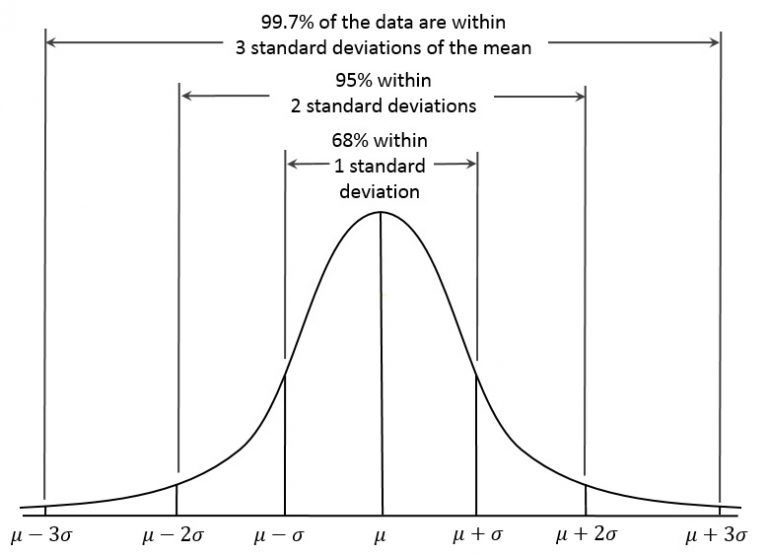 99.7% of the data are within
3 standard deviations of the mean
95% within
2 standard deviations
68% within
1 standard
deviation
μ − 3σ
μ − 2σ
μ − σ
μ
μ + σ
μ + 2σ
μ + 3σ